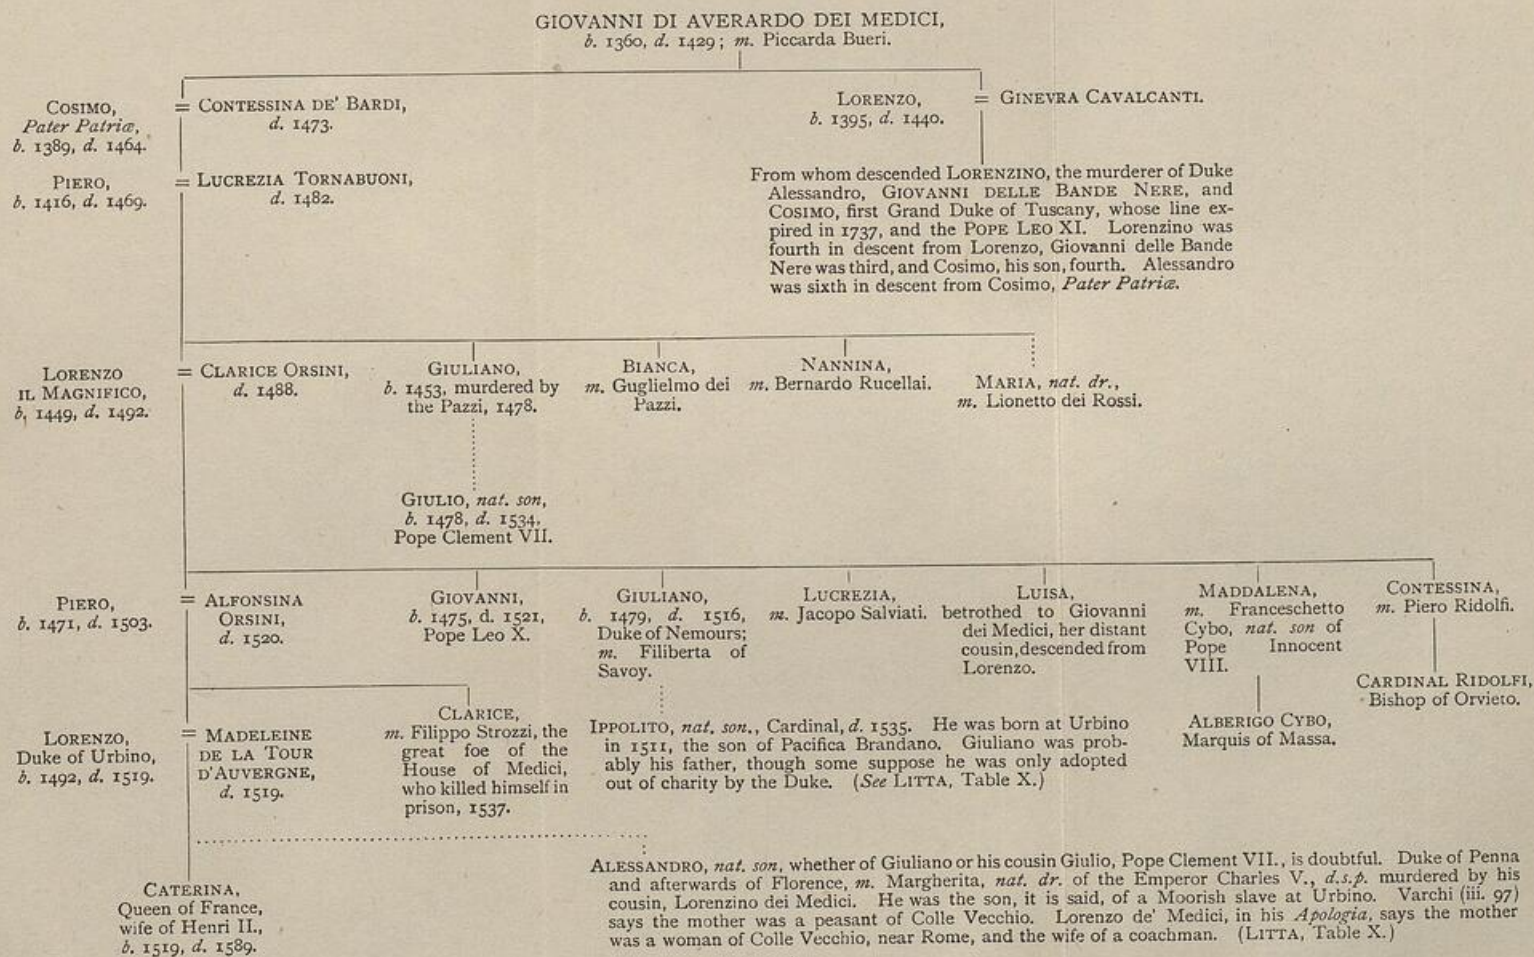 GIOVANNI DI AVERARDO DEI MEDICI,
b. 1360, d. 1429; m. Piccarda Bueri.
COSIMO,
Pater Patriæ,
b. 1389, d. 1464.
= CONTESSINA DE' BARDI,
d. 1473.
LORENZO,
b. 1395, d. 1440.
= GINEVRA CAVALCANTI.
PIERO,
b. 1416, d. 1469.
= LUCREZIA TORNABUONI,
d. 1482.
From whom descended LORENZINO, the murderer of Duke
Alessandro, GIOVANNI DELLE BANDE NERE, and
COSIMO, first Grand Duke of Tuscany, whose line ex-
pired in 1737, and the POPE LEO XI. Lorenzino was
fourth in descent from Lorenzo, Giovanni delle Bande
Nere was third, and Cosimo, his son, fourth. Alessandro
was sixth in descent from Cosimo, Pater Patriæ.
LORENZO
IL MAGNIFICO,
b, 1449, d. 1492.
= CLARICE ORSINI,
d. 1488.
GIULIANO,
b. 1453, murdered by
the Pazzi, 1478.
BIANCA,
m. Guglielmo dei
Pazzi.
NANNINA,
m. Bernardo Rucellai.
MARIA, nat. dr.,
m. Lionetto dei Rossi.
GIULIO, nat. son,
b. 1478, d. 1534,
Pope Clement VII.
PIERO,
b. 1471, d. 1503.
= ALFONSINA
ORSINI,
d. 1520.
GIOVANNI,
b. 1475, d. 1521,
Pope Leo X.
GIULIANO,
b. 1479, d. 1516,
Duke of Nemours;
m. Filiberta of
Savoy.
LUCREZIA,
m. Jacopo Salviati.
LUISA,
betrothed to Giovanni
dei Medici, her distant
cousin, descended from
Lorenzo.
MADDALENA,
m. Franceschetto
Cybo, nat. son of
Pope Innocent
VIII.
CONTESSINA,
m. Piero Ridolfi.
CARDINAL RIDOLFI,
Bishop of Orvieto.
LORENZO,
Duke of Urbino,
b. 1492, d. 1519.
= MADELEINE
DE LA TOUR
D'AUVERGNE,
d. 1519.
CLARICE,
m. Filippo Strozzi, the
great foe of the
House of Medici,
who killed himself in
prison, 1537.
IPPOLITO, nat. son., Cardinal, d. 1535. He was born at Urbino
in 1511, the son of Pacifica Brandano. Giuliano was prob-
ably his father, though some suppose he was only adopted
out of charity by the Duke. (See LITTA, Table X.)
ALBERIGO CYBO,
Marquis of Massa.
CATERINA,
Queen of France,
wife of Henri II.,
b. 1519, d. 1589.
ALESSANDRO, nat. son, whether of Giuliano or his cousin Giulio, Pope Clement VII., is doubtful. Duke of Penna
and afterwards of Florence, m. Margherita, nat. dr. of the Emperor Charles V., d.s.p. murdered by his
cousin, Lorenzino dei Medici. He was the son, it is said, of a Moorish slave at Urbino. Varchi (iii. 97)
says the mother was a peasant of Colle Vecchio. Lorenzo de' Medici, in his Apologia, says the mother
was a woman of Colle Vecchio, near Rome, and the wife of a coachman. (LITTA, Table X.)